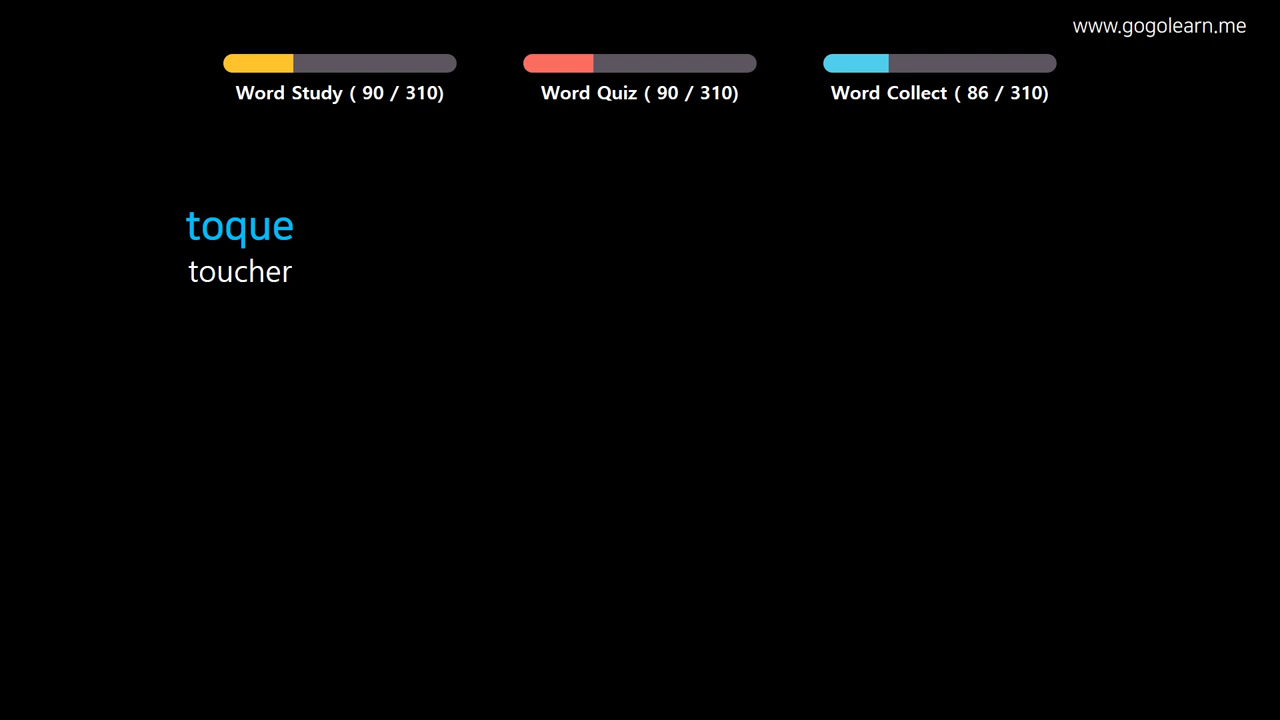 www.gogolearn.me
Word Study ( 90 / 310)
Word Quiz ( 90 / 310)
Word Collect ( 86 / 310)
toque
toucher